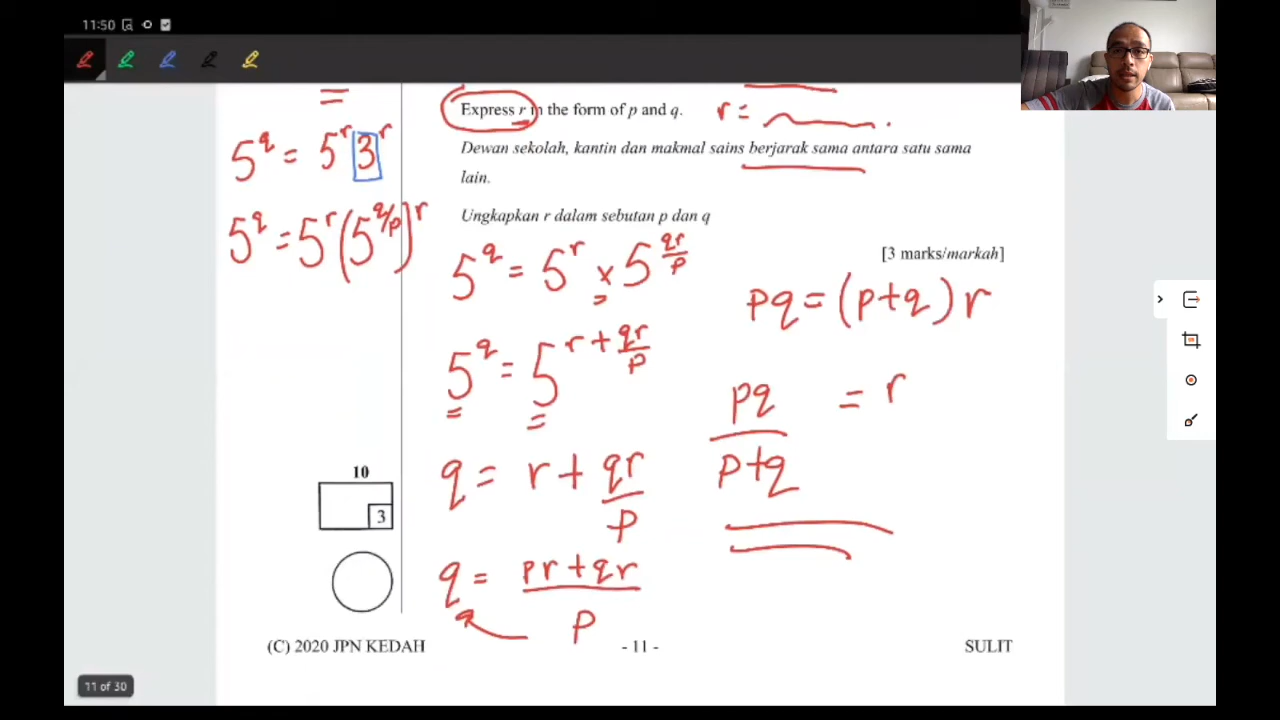 11:50
Express r in the form of p and q.
r =
Dewan sekolah, kantin dan makmal sains berjarak sama antara satu sama
lain.
Ungkapkan r dalam sebutan p dan q
[3 marks/markah]
=
5^q = 5^r 3^r
5^q = 5^r (5^{q/p})^r
5^q = 5^r × 5^{qr/p}
5^q = 5^{r + qr/p}
q = r + qr/p
q = (pr + qr)/p
pq = (p+q) r
pq/(p+q) = r
10
3
(C) 2020 JPN KEDAH
- 11 -
SULIT
11 of 30